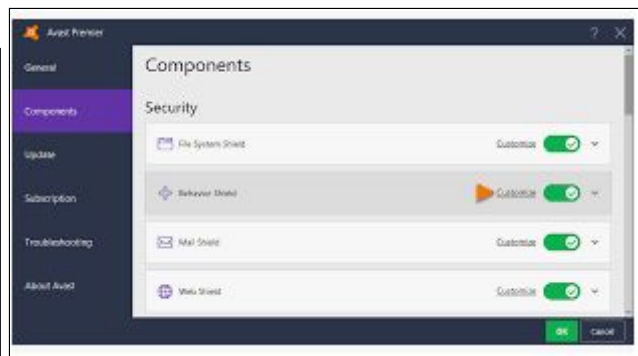 Avast Premier
?
General
Components
Update
Subscription
Troubleshooting
About Avast
Components
Security
File System Shield
Customize
Behavior Shield
Customize
Mail Shield
Customize
Web Shield
Customize
OK
Cancel